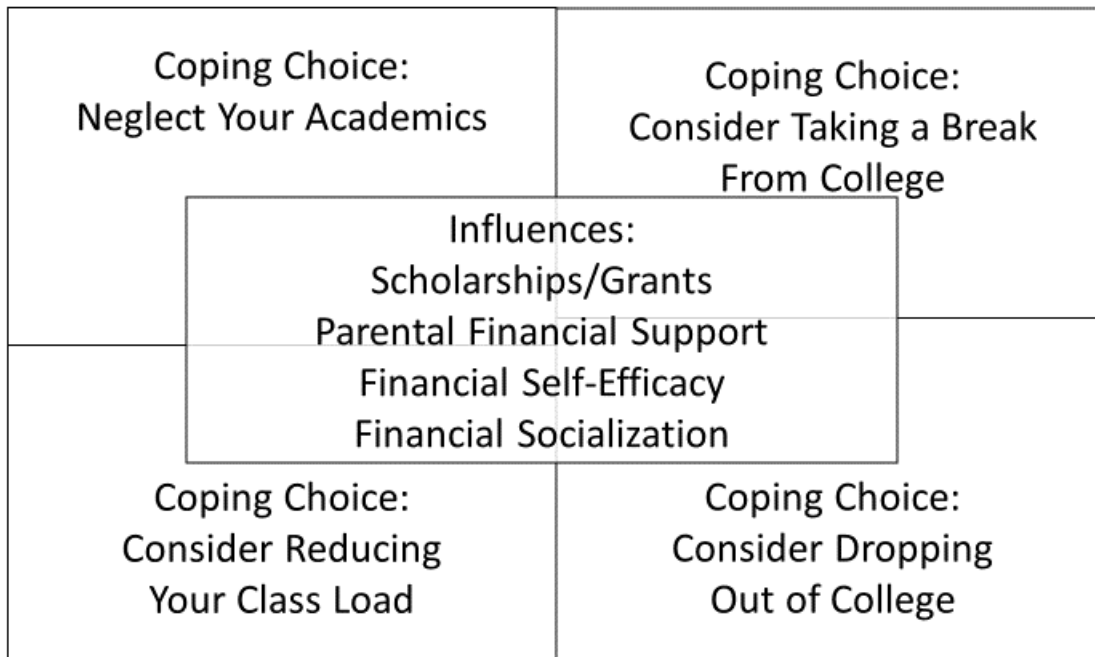 Coping Choice:
Neglect Your Academics
Coping Choice:
Consider Taking a Break
From College
Influences:
Scholarships/Grants
Parental Financial Support
Financial Self-Efficacy
Financial Socialization
Coping Choice:
Consider Reducing
Your Class Load
Coping Choice:
Consider Dropping
Out of College